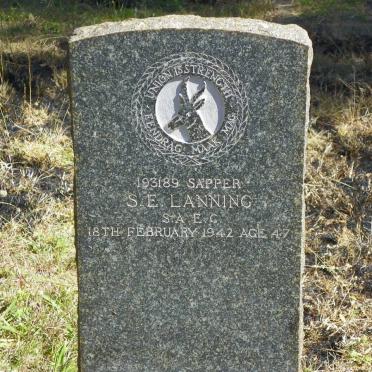 UNION IS STRENGTH
EENDRAG MAAK MAG
193189 SAPPER
S. E. LANNING
S·A·E·C·
18TH FEBRUARY 1942 AGE 47